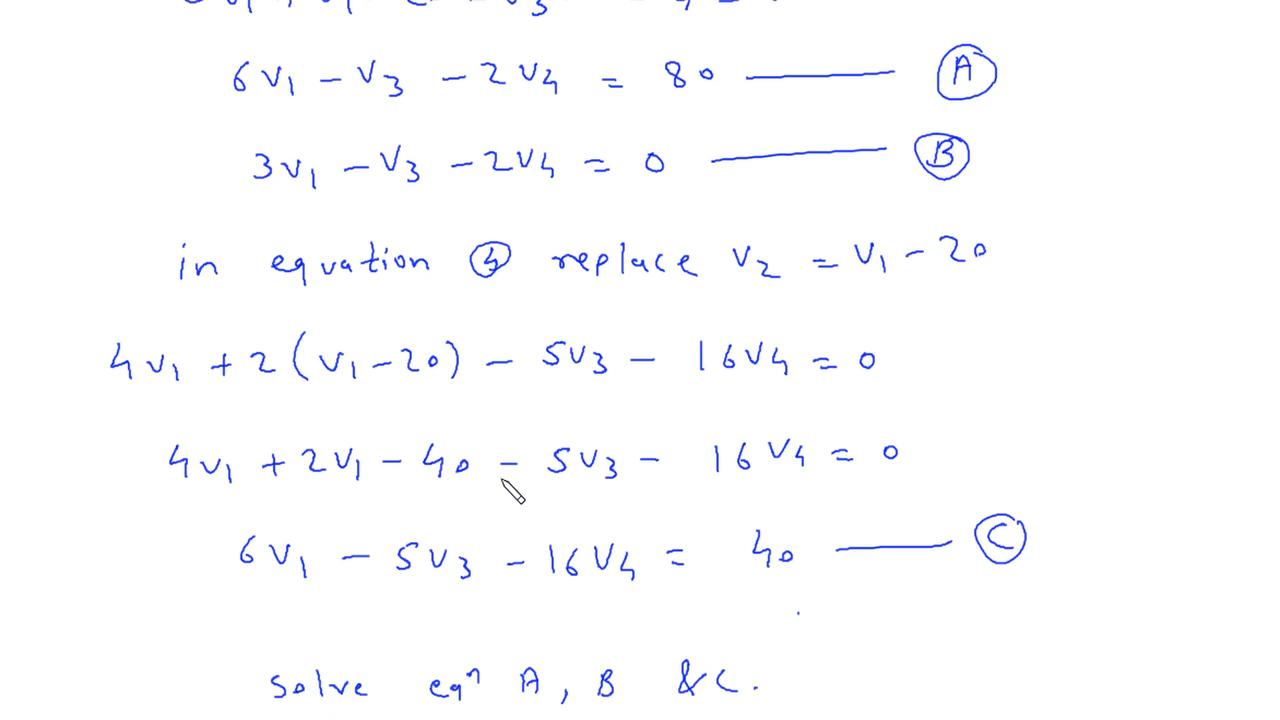 6V₁ - V₃ - 2V₄ = 80 —— Ⓐ
3V₁ - V₃ - 2V₄ = 0 —— Ⓑ
in equation ④ replace V₂ = V₁ - 20
4V₁ + 2(V₁ - 20) - 5V₃ - 16V₄ = 0
4V₁ + 2V₁ - 40 - 5V₃ - 16V₄ = 0
6V₁ - 5V₃ - 16V₄ = 40 —— Ⓒ
Solve eqⁿ A, B & C.